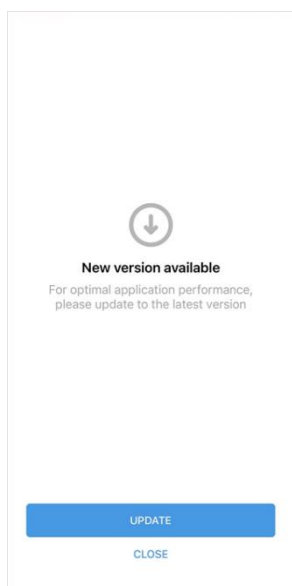 New version available
For optimal application performance,
please update to the latest version
UPDATE
CLOSE